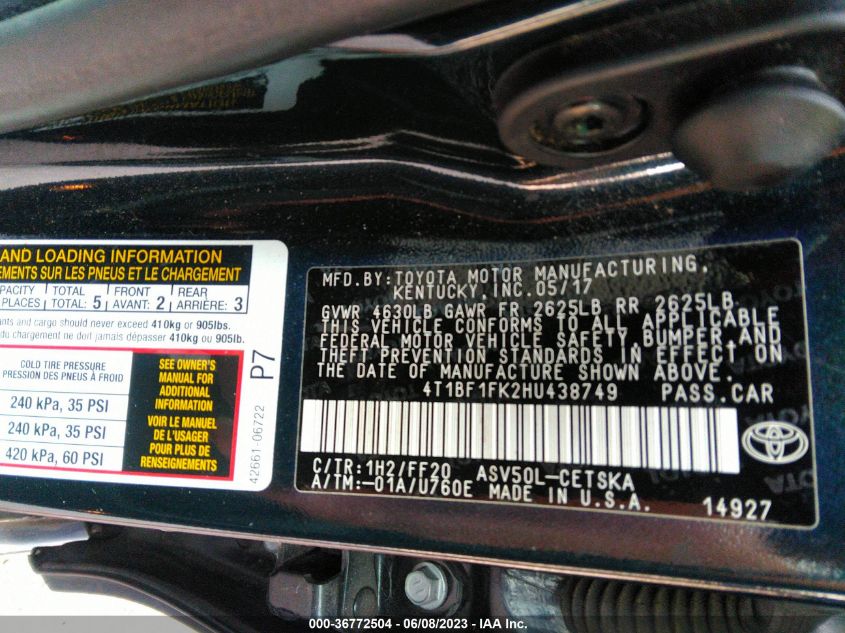 AND LOADING INFORMATION
EMENTS SUR LES PNEUS ET LE CHARGEMENT
CAPACITY TOTAL FRONT REAR
PLACES TOTAL: 5 AVANT: 2 ARRIÈRE: 3
ants and cargo should never exceed 410kg or 905lbs.
du chargement ne doit jamais dépasser 410kg ou 905lb.
COLD TIRE PRESSURE
PRESSION DES PNEUS À FROID
240 kPa, 35 PSI
240 kPa, 35 PSI
420 kPa, 60 PSI
SEE OWNER'S
MANUAL FOR
ADDITIONAL
INFORMATION
VOIR LE MANUEL
DE L'USAGER
POUR PLUS DE
RENSEIGNEMENTS
42661-06722 P7
MFD.BY:TOYOTA MOTOR MANUFACTURING,
KENTUCKY,INC.05/17
GVWR 4630LB GAWR FR 2625LB RR 2625LB
THIS VEHICLE CONFORMS TO ALL APPLICABLE
FEDERAL MOTOR VEHICLE SAFETY,BUMPER,AND
THEFT PREVENTION STANDARDS IN EFFECT ON
THE DATE OF MANUFACTURE SHOWN ABOVE.
4T1BF1FK2HU438749 PASS.CAR
C/TR:1H2/FF20 ASV50L-CETSKA
A/TM:-01A/U760E MADE IN U.S.A.
14927
000-36772504 - 06/08/2023 - IAA Inc.